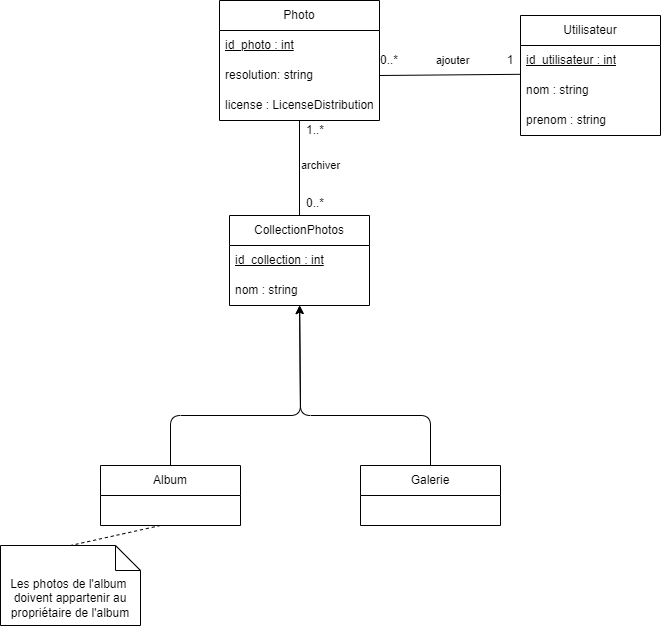 Photo
id_photo : int
resolution: string
license : LicenseDistribution
0..*
ajouter
1
Utilisateur
id_utilisateur : int
nom : string
prenom : string
1..*
archiver
0..*
CollectionPhotos
id_collection : int
nom : string
Album
Galerie
Les photos de l'album
doivent appartenir au
propriétaire de l'album